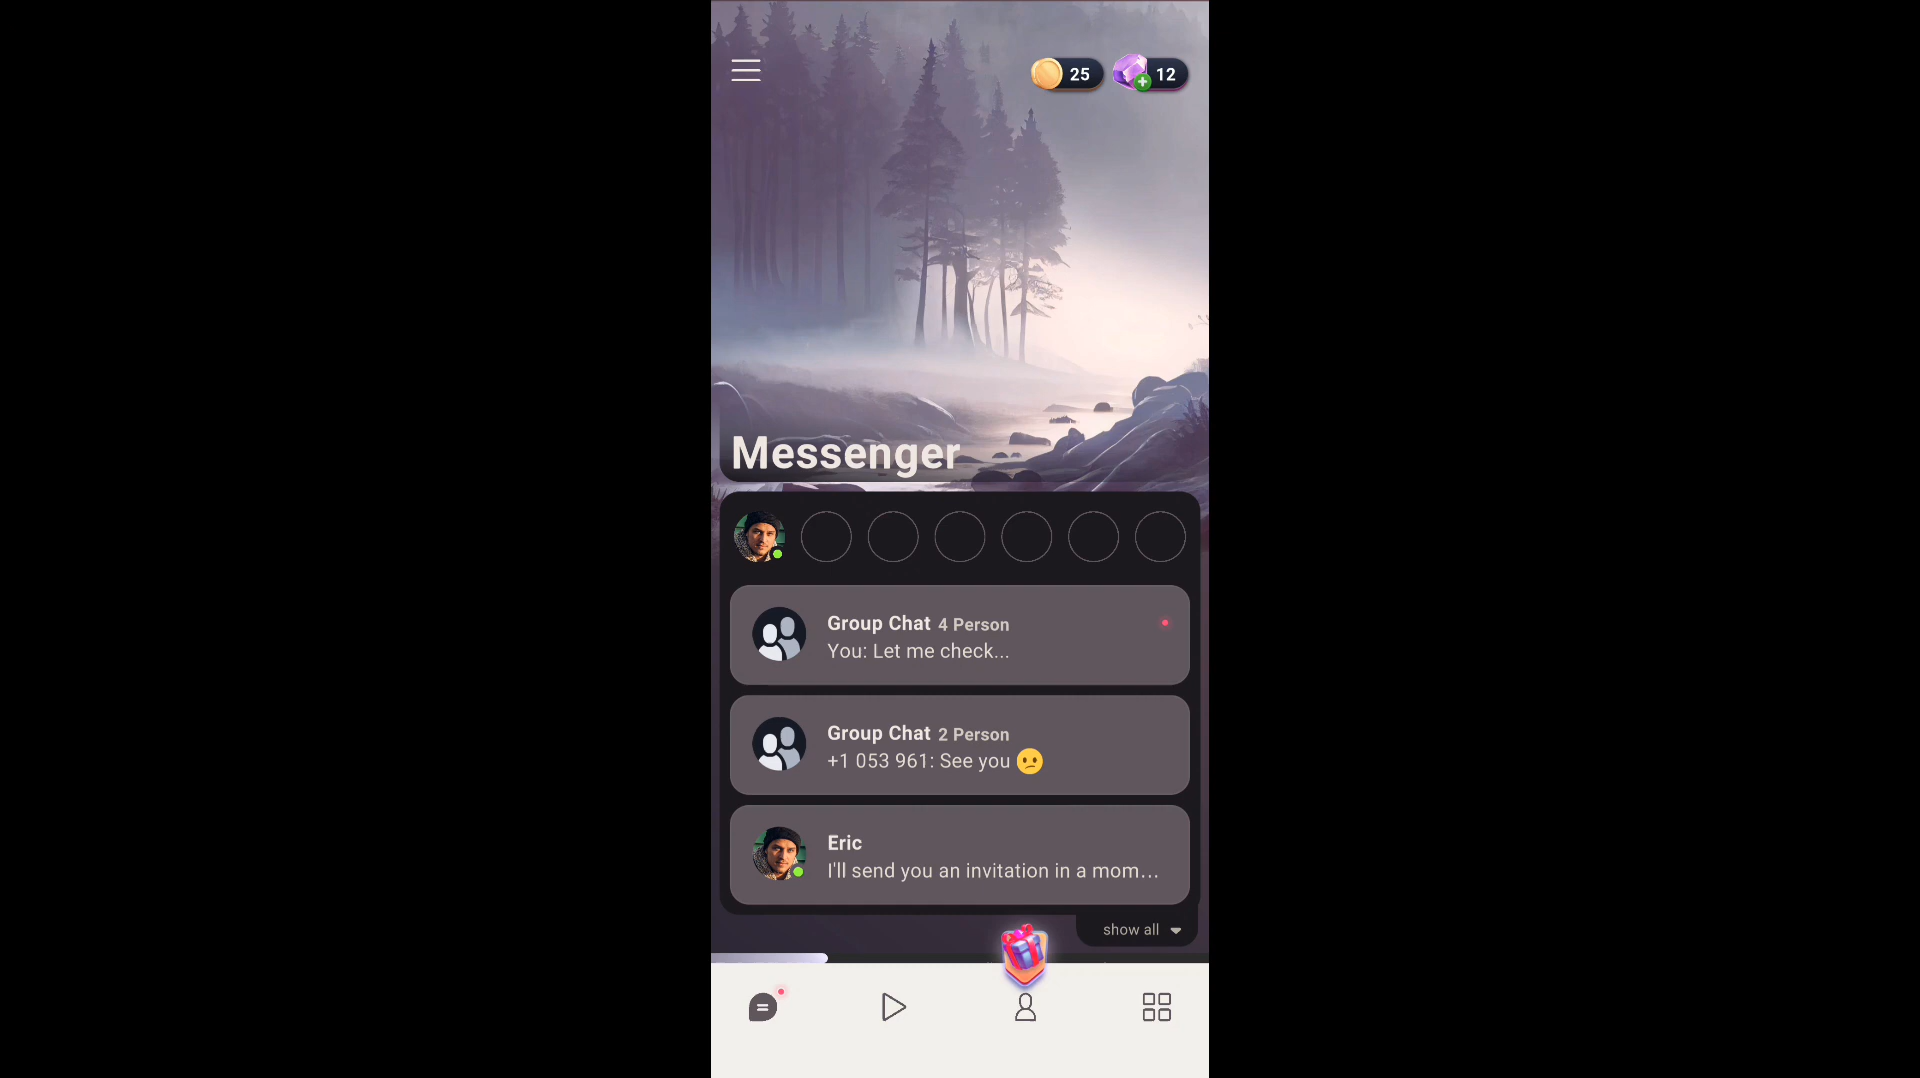 25
12
Messenger
Group Chat 4 Person
You: Let me check...
Group Chat 2 Person
+1 053 961: See you 😕
Eric
I'll send you an invitation in a mom...
show all